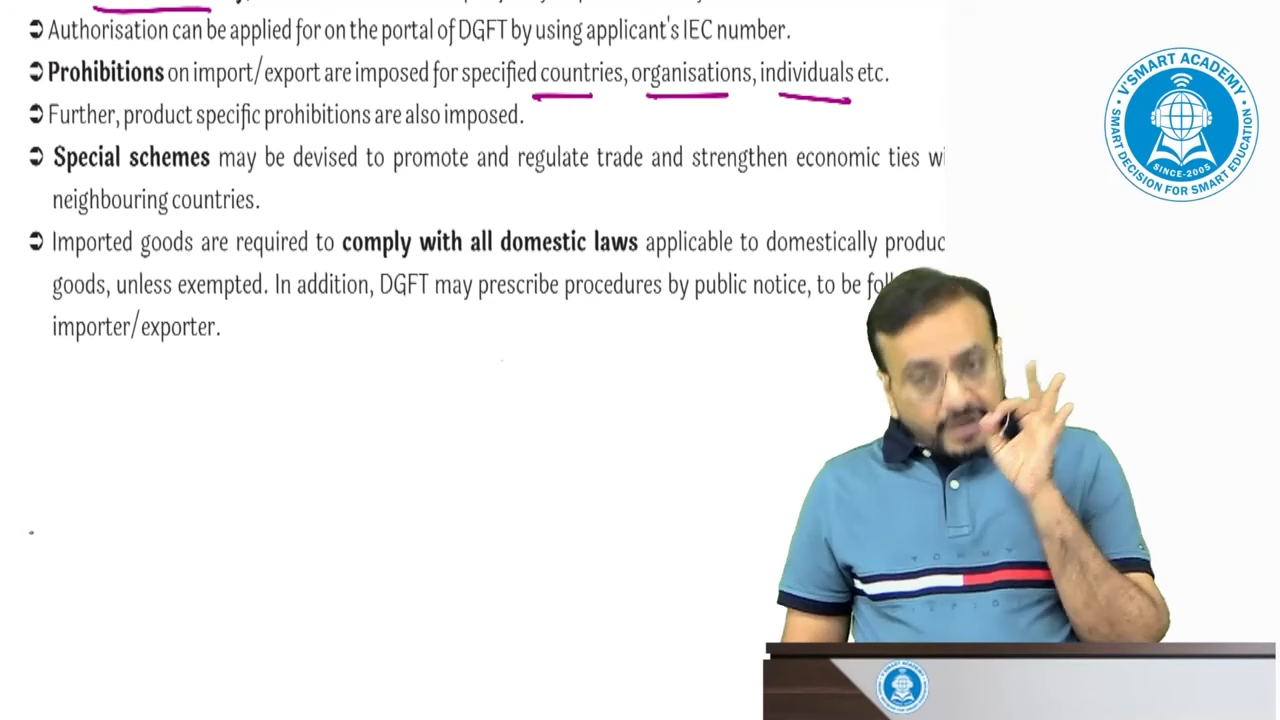 Authorisation can be applied for on the portal of DGFT by using applicant's IEC number.
Prohibitions on import/export are imposed for specified countries, organisations, individuals etc.
Further, product specific prohibitions are also imposed.
Special schemes may be devised to promote and regulate trade and strengthen economic ties
neighbouring countries.
Imported goods are required to comply with all domestic laws applicable to domestically produc
goods, unless exempted. In addition, DGFT may prescribe procedures by public notice, to be
importer/exporter.
V'SMART ACADEMY
SINCE-2005
SMART DECISION FOR SMART EDUCATION
TOMMY